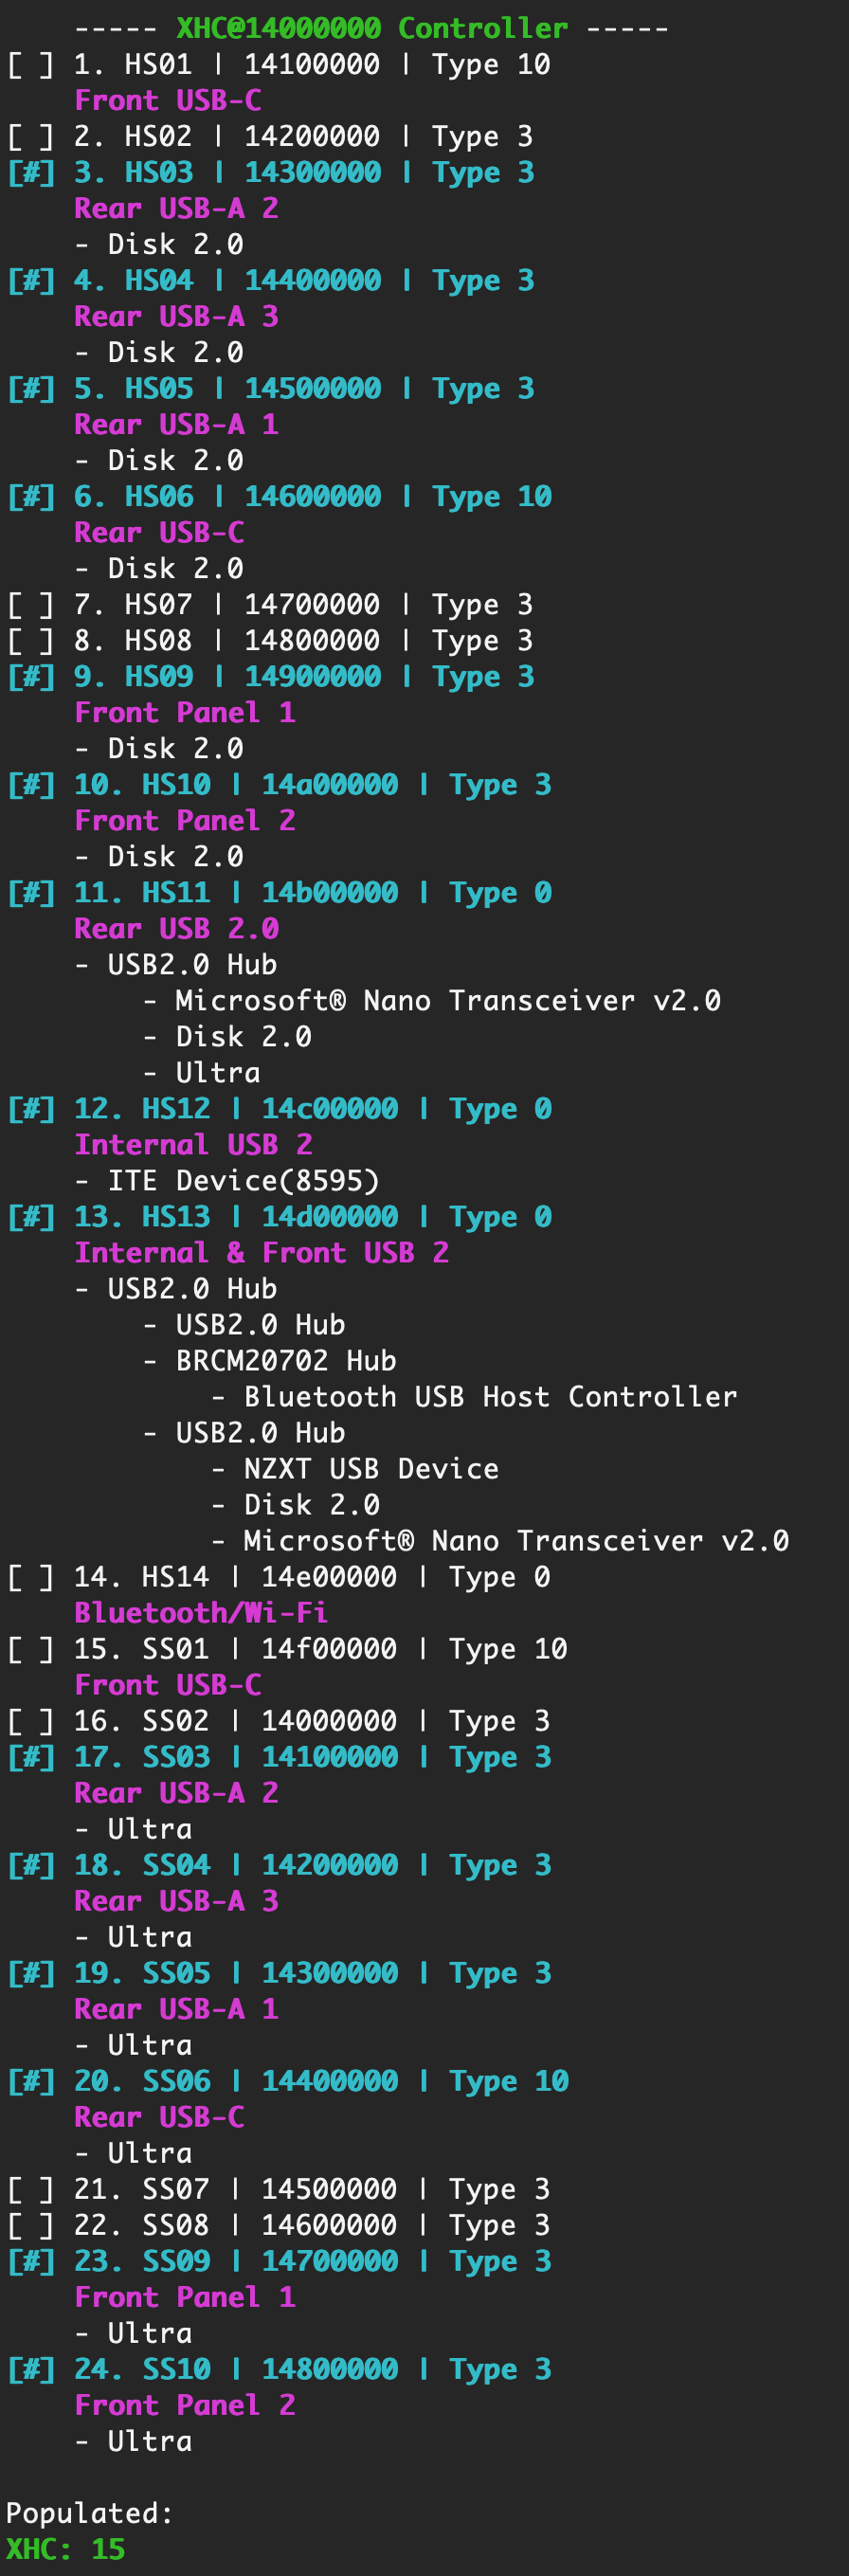 ----- XHC@14000000 Controller -----
[ ] 1. HS01 | 14100000 | Type 10
Front USB-C
[ ] 2. HS02 | 14200000 | Type 3
[#] 3. HS03 | 14300000 | Type 3
Rear USB-A 2
- Disk 2.0
[#] 4. HS04 | 14400000 | Type 3
Rear USB-A 3
- Disk 2.0
[#] 5. HS05 | 14500000 | Type 3
Rear USB-A 1
- Disk 2.0
[#] 6. HS06 | 14600000 | Type 10
Rear USB-C
- Disk 2.0
[ ] 7. HS07 | 14700000 | Type 3
[ ] 8. HS08 | 14800000 | Type 3
[#] 9. HS09 | 14900000 | Type 3
Front Panel 1
- Disk 2.0
[#] 10. HS10 | 14a00000 | Type 3
Front Panel 2
- Disk 2.0
[#] 11. HS11 | 14b00000 | Type 0
Rear USB 2.0
- USB2.0 Hub
- Microsoft® Nano Transceiver v2.0
- Disk 2.0
- Ultra
[#] 12. HS12 | 14c00000 | Type 0
Internal USB 2
- ITE Device(8595)
[#] 13. HS13 | 14d00000 | Type 0
Internal & Front USB 2
- USB2.0 Hub
- USB2.0 Hub
- BRCM20702 Hub
- Bluetooth USB Host Controller
- USB2.0 Hub
- NZXT USB Device
- Disk 2.0
- Microsoft® Nano Transceiver v2.0
[ ] 14. HS14 | 14e00000 | Type 0
Bluetooth/Wi-Fi
[ ] 15. SS01 | 14f00000 | Type 10
Front USB-C
[ ] 16. SS02 | 14000000 | Type 3
[#] 17. SS03 | 14100000 | Type 3
Rear USB-A 2
- Ultra
[#] 18. SS04 | 14200000 | Type 3
Rear USB-A 3
- Ultra
[#] 19. SS05 | 14300000 | Type 3
Rear USB-A 1
- Ultra
[#] 20. SS06 | 14400000 | Type 10
Rear USB-C
- Ultra
[ ] 21. SS07 | 14500000 | Type 3
[ ] 22. SS08 | 14600000 | Type 3
[#] 23. SS09 | 14700000 | Type 3
Front Panel 1
- Ultra
[#] 24. SS10 | 14800000 | Type 3
Front Panel 2
- Ultra
Populated:
XHC: 15